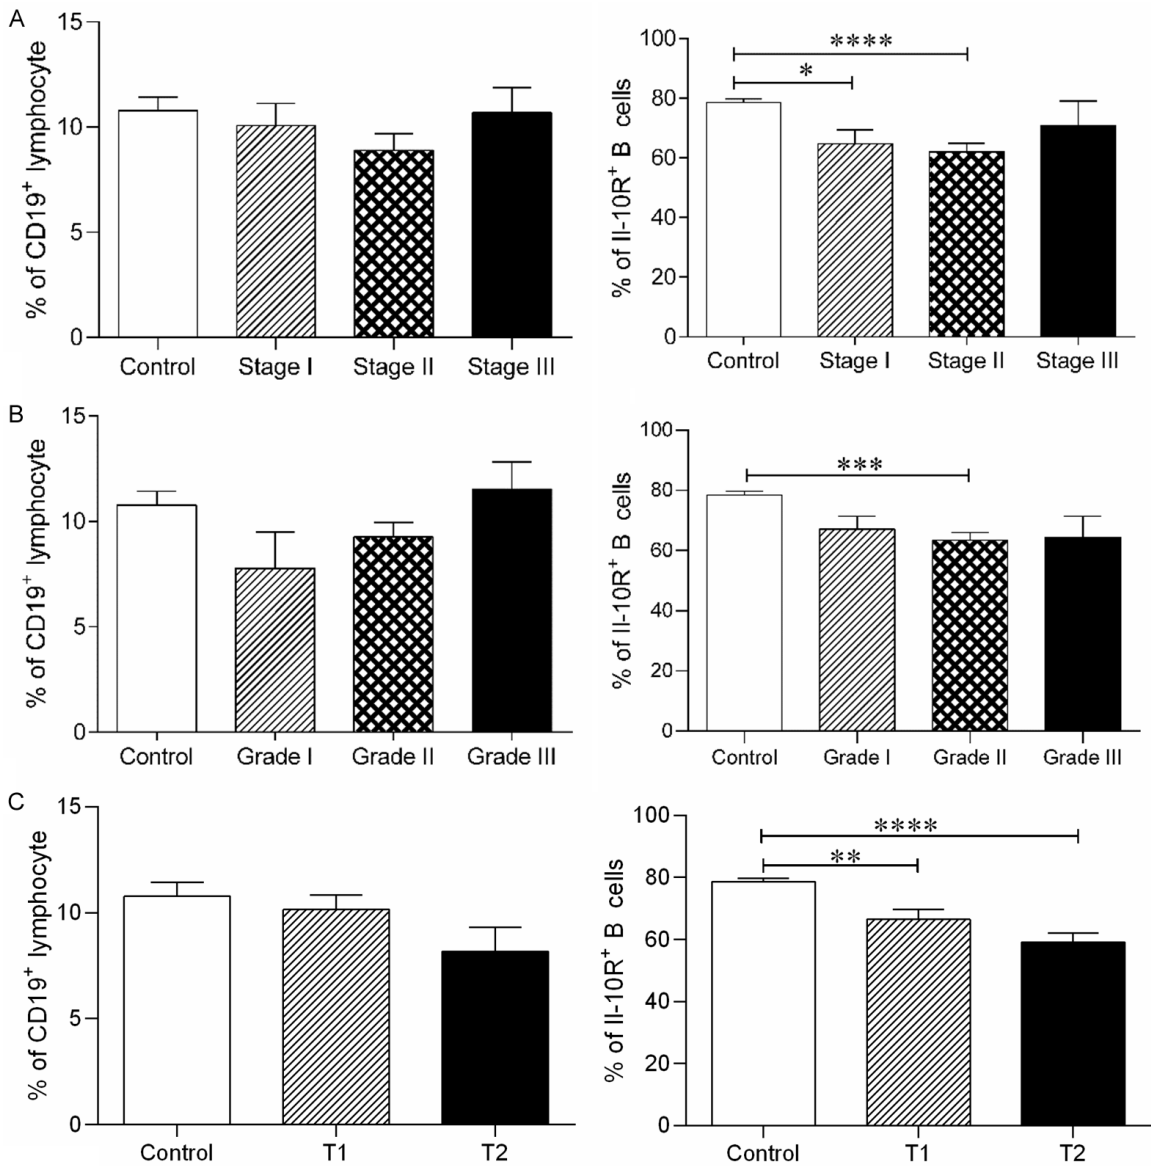 A
% of CD19+ lymphocyte
15
10
5
0
Control Stage I Stage II Stage III
% of Il-10R+ B cells
100
80
60
40
20
0
****
*
Control Stage I Stage II Stage III
B
% of CD19+ lymphocyte
15
10
5
0
Control Grade I Grade II Grade III
% of Il-10R+ B cells
100
80
60
40
20
0
***
Control Grade I Grade II Grade III
C
% of CD19+ lymphocyte
15
10
5
0
Control T1 T2
% of Il-10R+ B cells
100
80
60
40
20
0
****
**
Control T1 T2